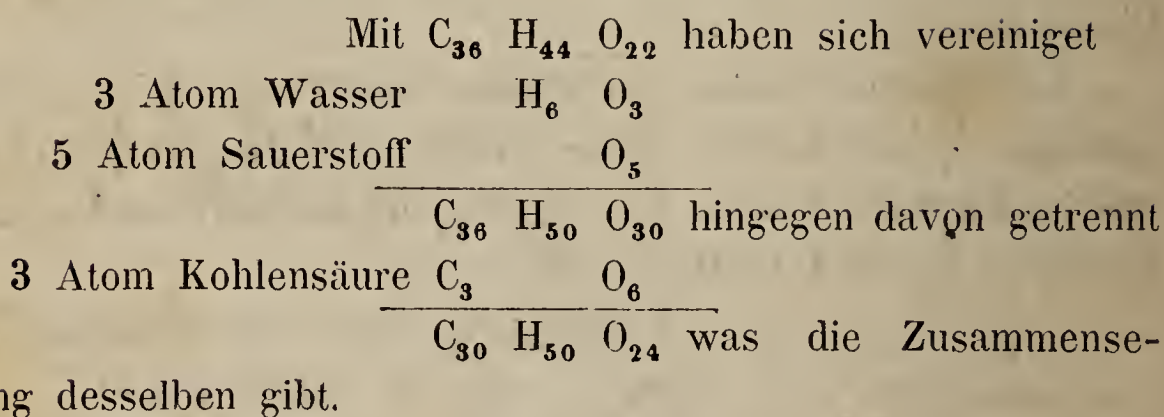 Mit C₃₆ H₄₄ O₂₂ haben sich vereiniget
3 Atom Wasser H₆ O₃
5 Atom Sauerstoff O₅
C₃₆ H₅₀ O₃₀ hingegen davon getrennt
3 Atom Kohlensäure C₃ O₆
C₃₀ H₅₀ O₂₄ was die Zusammense-
ng desselben gibt.